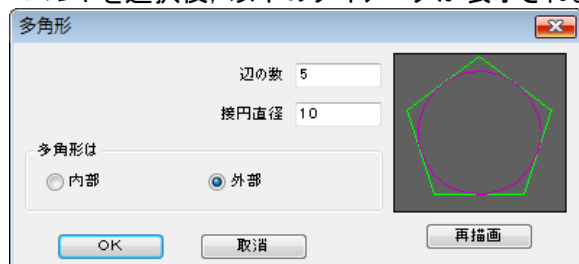 多角形
辺の数 5
接円直径 10
多角形は
内部 外部
OK 取消 再描画